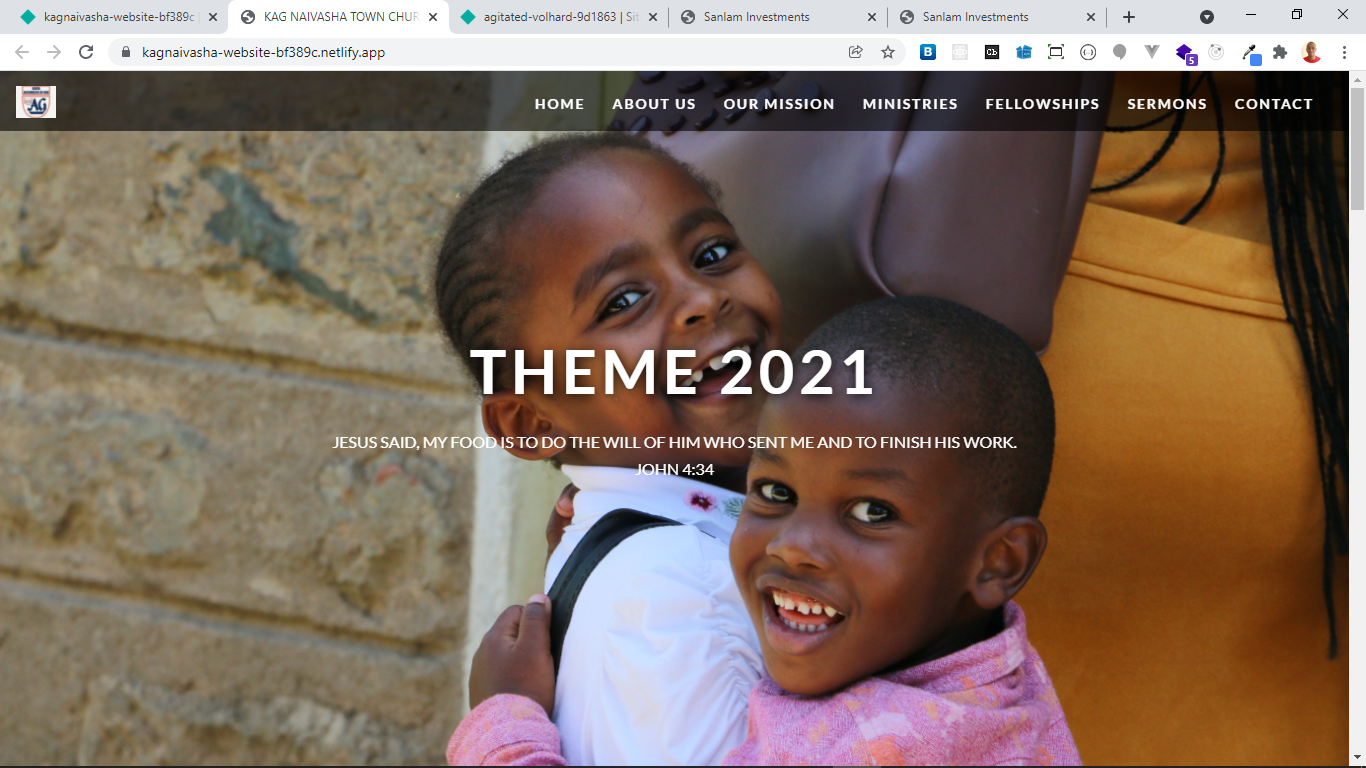 kagnaivasha-website-bf389c |
KAG NAIVASHA TOWN CHUR
agitated-volhard-9d1863 | Sit
Sanlam Investments
Sanlam Investments
kagnaivasha-website-bf389c.netlify.app
B
5
AG
HOME
ABOUT US
OUR MISSION
MINISTRIES
FELLOWSHIPS
SERMONS
CONTACT
THEME 2021
JESUS SAID, MY FOOD IS TO DO THE WILL OF HIM WHO SENT ME AND TO FINISH HIS WORK.
JOHN 4:34